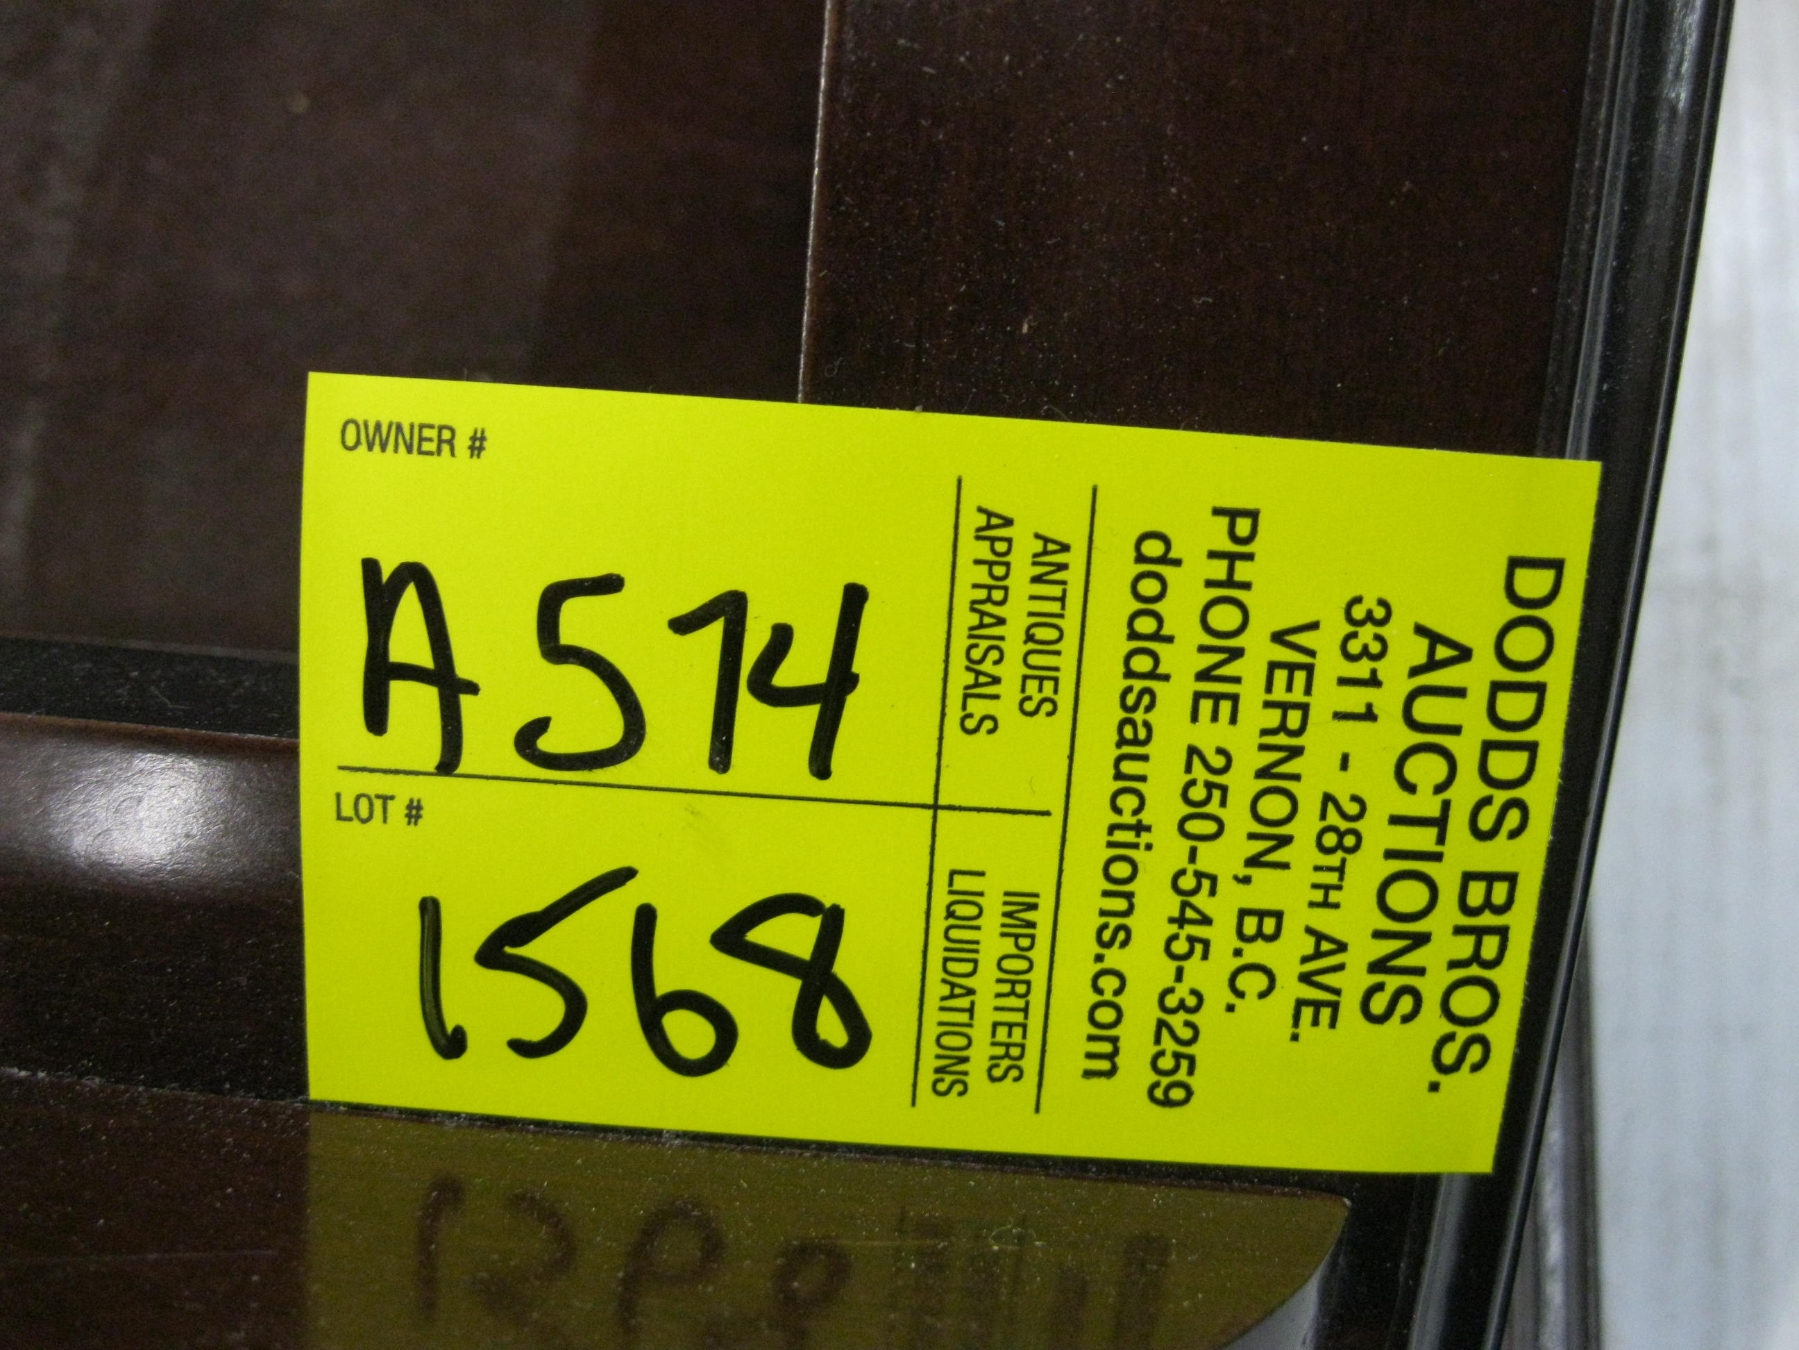 OWNER #
A514
LOT #
1568
ANTIQUES
APPRAISALS
IMPORTERS
LIQUIDATIONS
DODDS BROS.
AUCTIONS
3311 - 28TH AVE.
VERNON, B.C.
PHONE 250-545-3259
doddsauctions.com